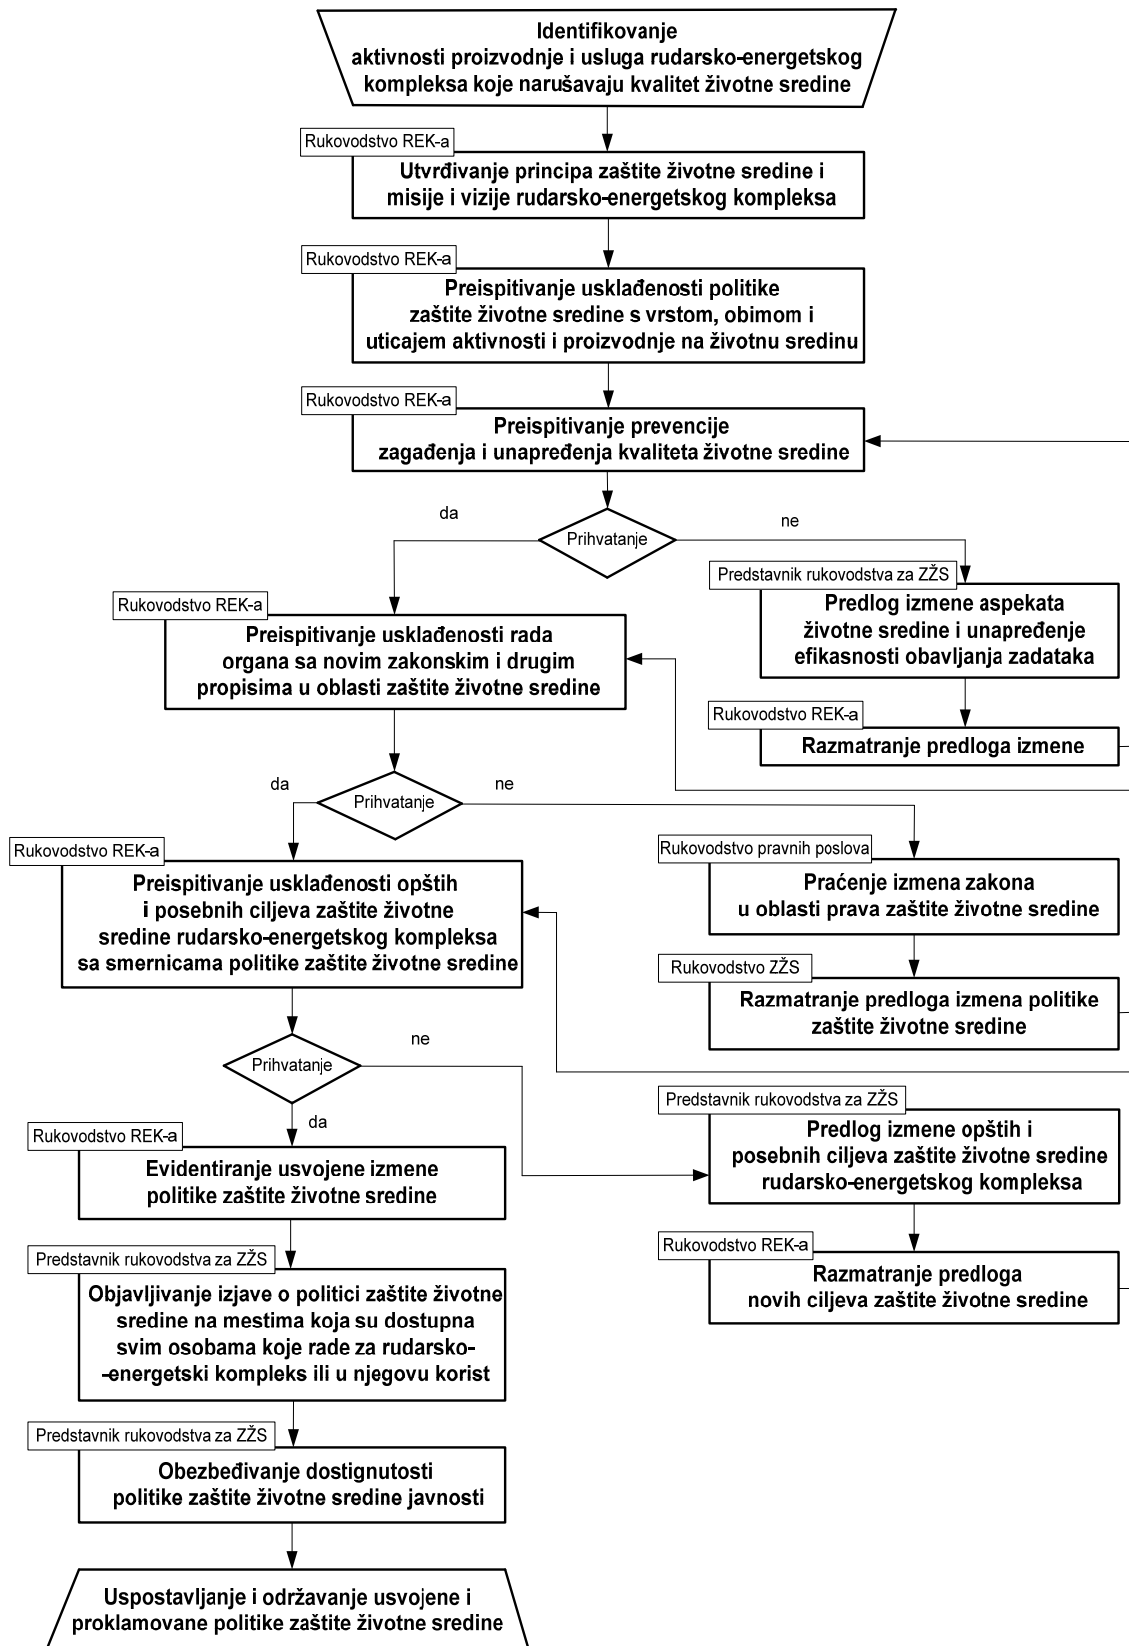 Identifikovanje
aktivnosti proizvodnje i usluga rudarsko-energetskog
kompleksa koje narušavaju kvalitet životne sredine
Rukovodstvo REK-a
Utvrđivanje principa zaštite životne sredine i
misije i vizije rudarsko-energetskog kompleksa
Rukovodstvo REK-a
Preispitivanje usklađenosti politike
zaštite životne sredine s vrstom, obimom i
uticajem aktivnosti i proizvodnje na životnu sredinu
Rukovodstvo REK-a
Preispitivanje prevencije
zagađenja i unapređenja kvaliteta životne sredine
da
Prihvatanje
ne
Predstavnik rukovodstva za ZŽS
Predlog izmene aspekata
životne sredine i unapređenje
efikasnosti obavljanja zadataka
Rukovodstvo REK-a
Preispitivanje usklađenosti rada
organa sa novim zakonskim i drugim
propisima u oblasti zaštite životne sredine
Rukovodstvo REK-a
Razmatranje predloga izmene
da
Prihvatanje
ne
Rukovodstvo REK-a
Preispitivanje usklađenosti opštih
i posebnih ciljeva zaštite životne
sredine rudarsko-energetskog kompleksa
sa smernicama politike zaštite životne sredine
Rukovodstvo pravnih poslova
Praćenje izmena zakona
u oblasti prava zaštite životne sredine
Rukovodstvo ZŽS
Razmatranje predloga izmena politike
zaštite životne sredine
Prihvatanje
ne
da
Predstavnik rukovodstva za ZŽS
Predlog izmene opštih i
posebnih ciljeva zaštite životne sredine
rudarsko-energetskog kompleksa
Rukovodstvo REK-a
Evidentiranje usvojene izmene
politike zaštite životne sredine
Rukovodstvo REK-a
Razmatranje predloga
novih ciljeva zaštite životne sredine
Predstavnik rukovodstva za ZŽS
Objavljivanje izjave o politici zaštite životne
sredine na mestima koja su dostupna
svim osobama koje rade za rudarsko-
-energetski kompleks ili u njegovu korist
Predstavnik rukovodstva za ZŽS
Obezbeđivanje dostignutosti
politike zaštite životne sredine javnosti
Uspostavljanje i održavanje usvojene i
proklamovane politike zaštite životne sredine